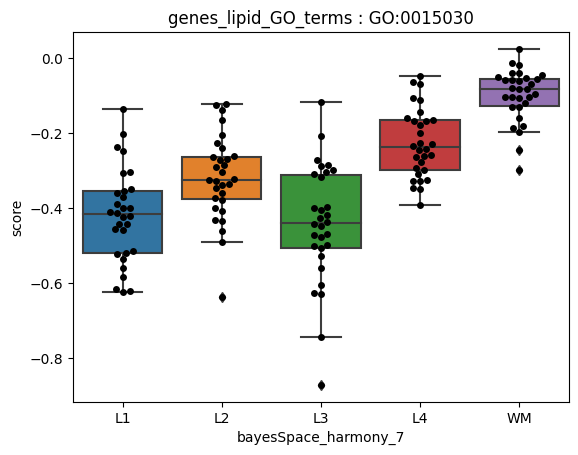 genes_lipid_GO_terms : GO:0015030
0.0
−0.2
−0.4
−0.6
−0.8
score
L1 L2 L3 L4 WM
bayesSpace_harmony_7